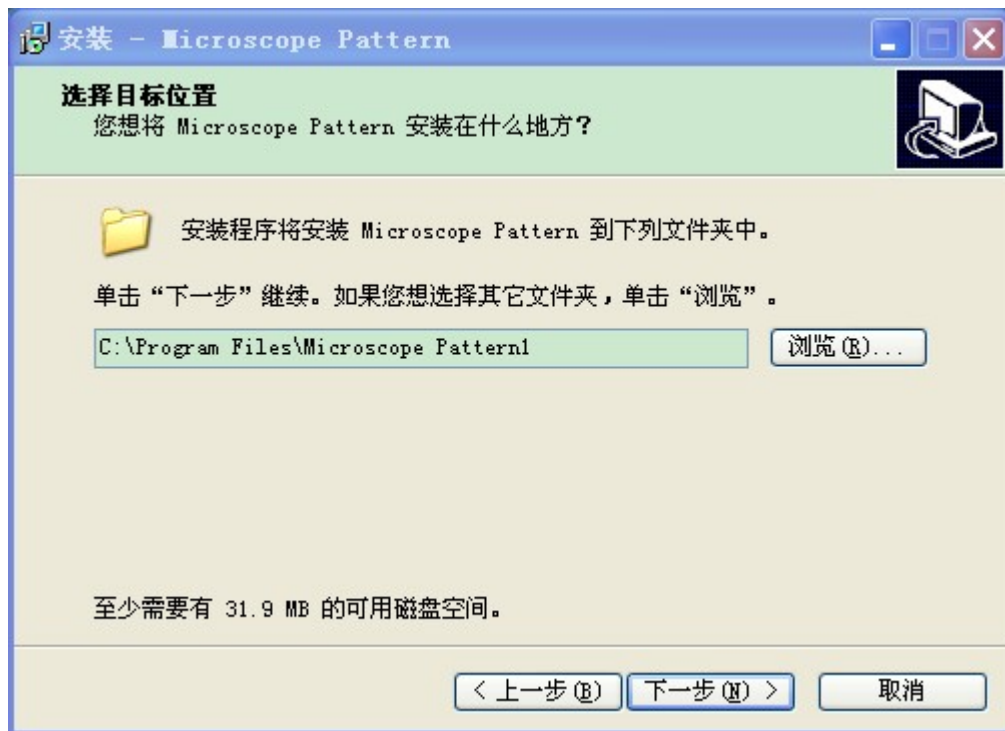 安装 - Microscope Pattern
选择目标位置
您想将 Microscope Pattern 安装在什么地方?
安装程序将安装 Microscope Pattern 到下列文件夹中。
单击“下一步”继续。如果您想选择其它文件夹,单击“浏览”。
C:\Program Files\Microscope Pattern1
浏览(R)...
至少需要有 31.9 MB 的可用磁盘空间。
< 上一步(B) 下一步(N) > 取消